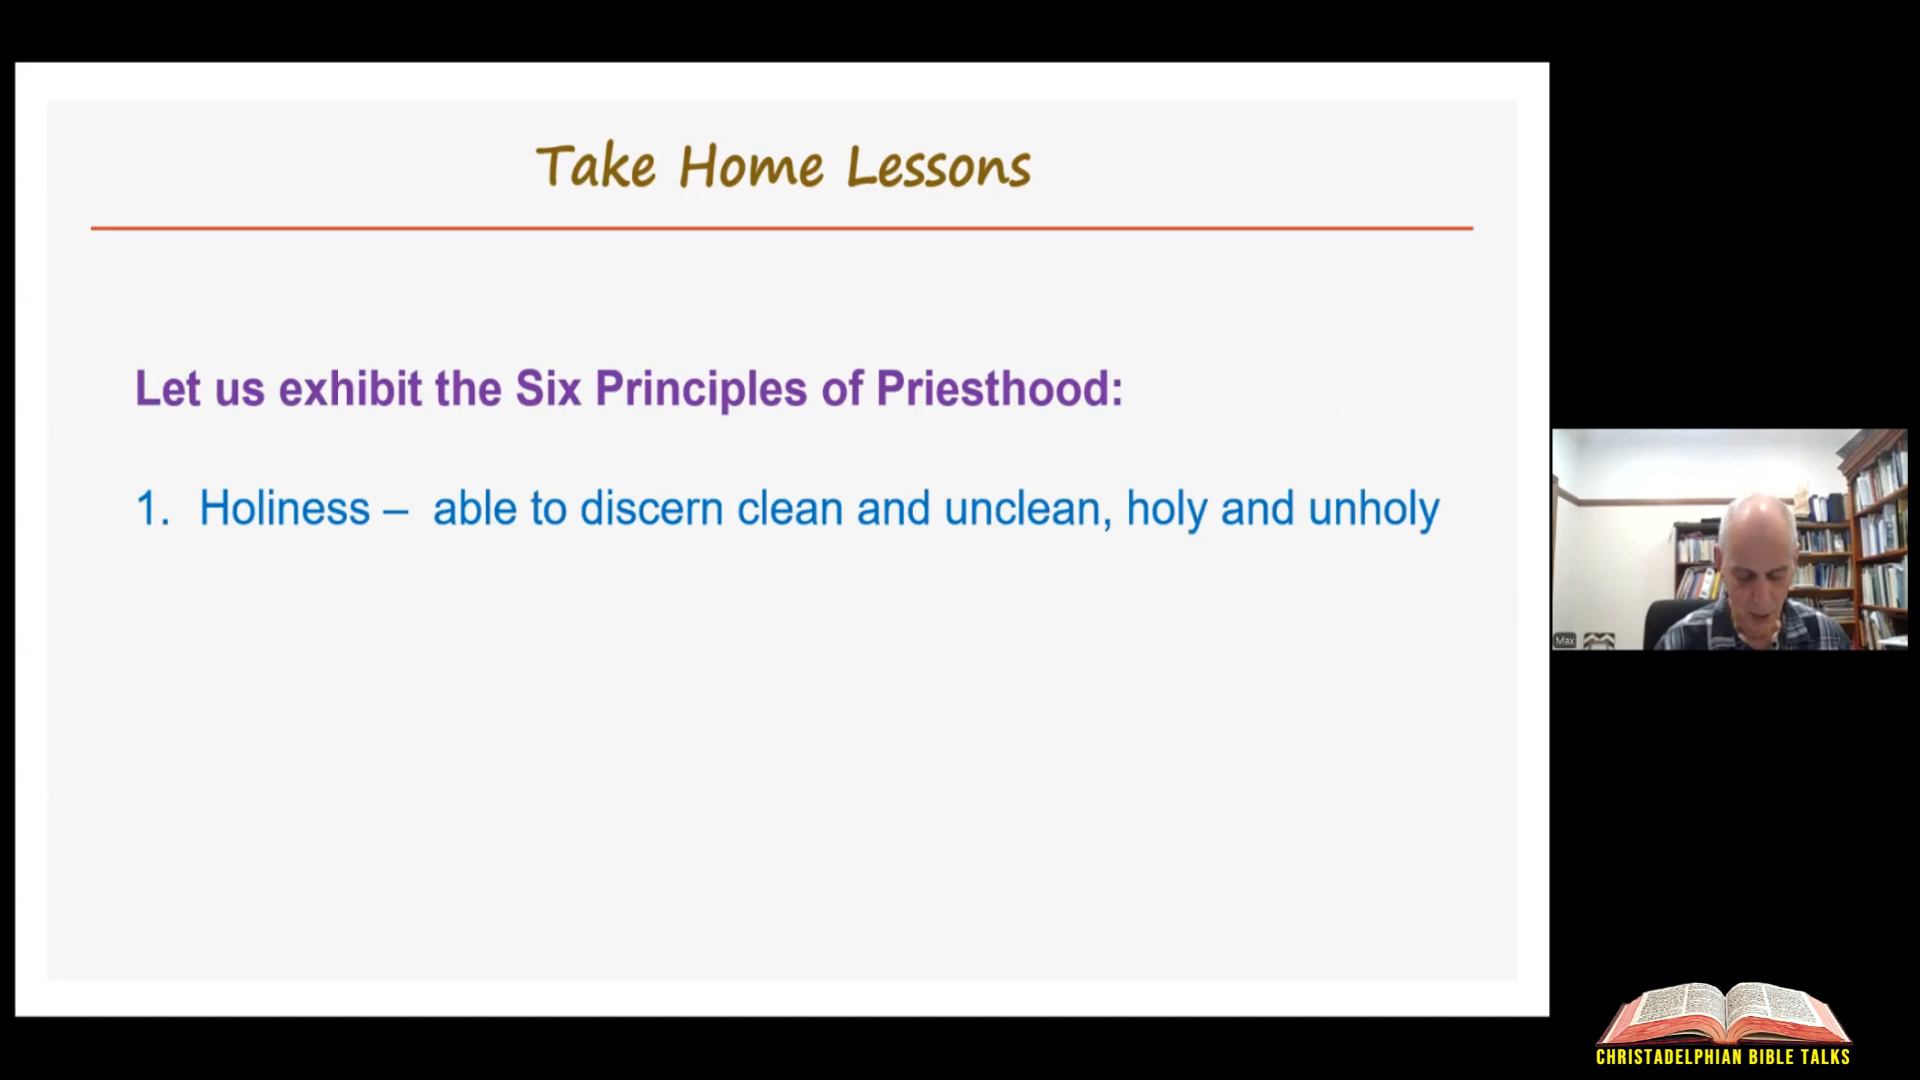 Take Home Lessons
Let us exhibit the Six Principles of Priesthood:
1. Holiness – able to discern clean and unclean, holy and unholy
Max
CHRISTADELPHIAN BIBLE TALKS